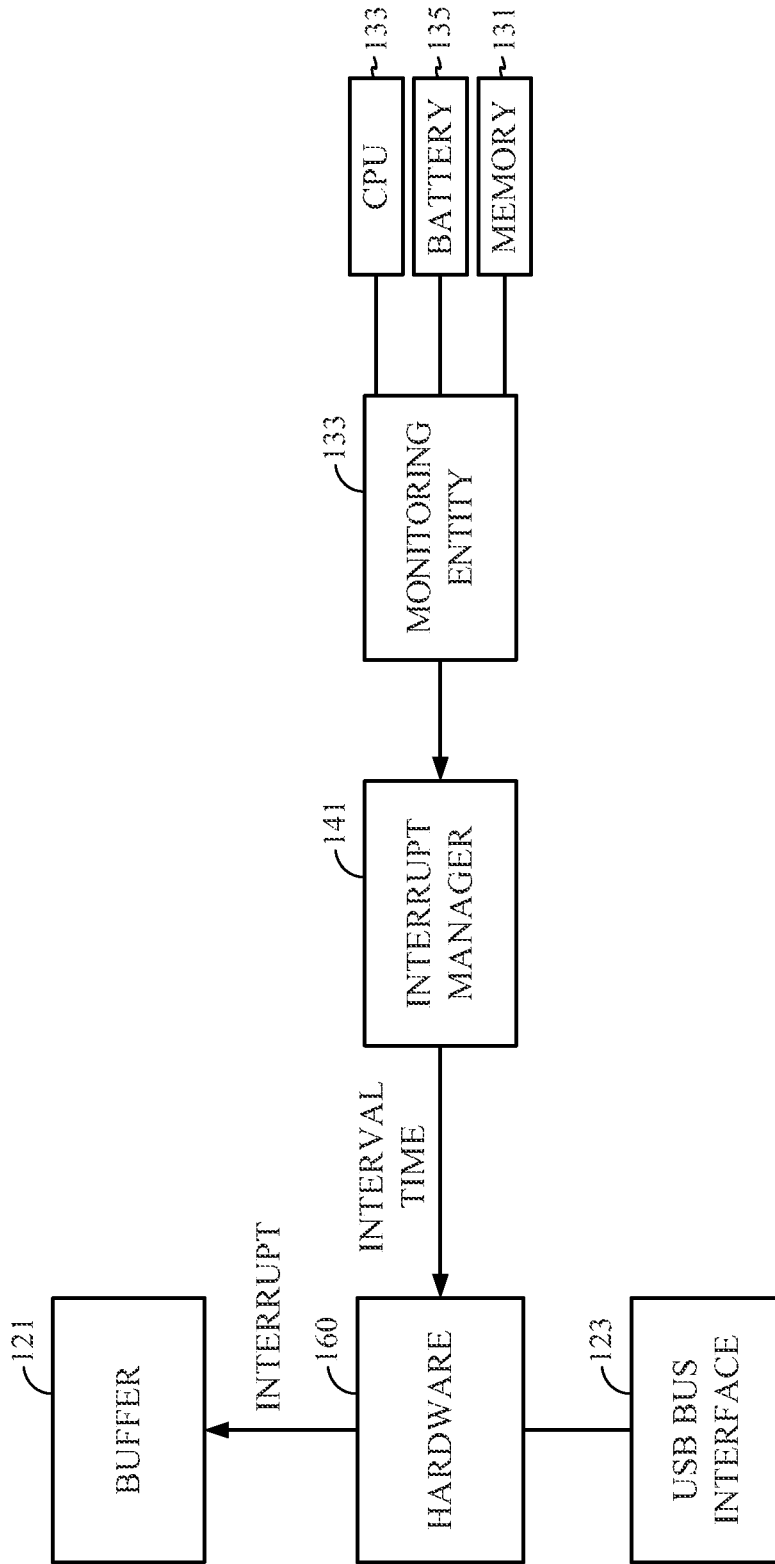 121
BUFFER
INTERRUPT
160
HARDWARE
123
USB BUS
INTERFACE
INTERVAL
TIME
141
INTERRUPT
MANAGER
133
MONITORING
ENTITY
CPU
133
BATTERY
135
MEMORY
131